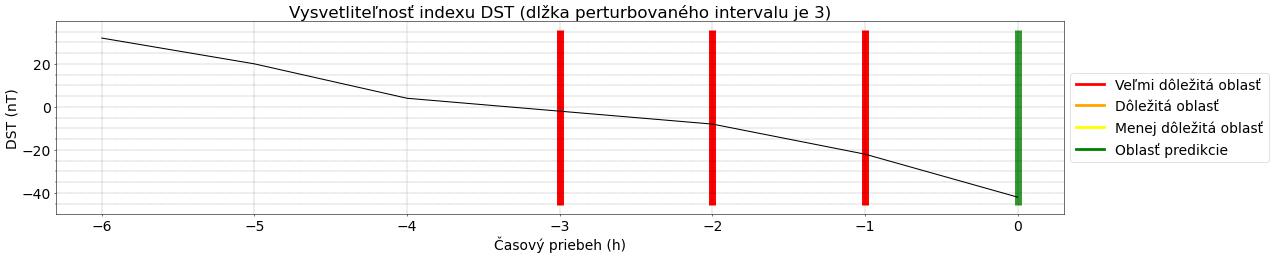 Vysvetliteľnosť indexu DST (dlžka perturbovaného intervalu je 3)
DST (nT)
20
0
−20
−40
−6 −5 −4 −3 −2 −1 0
Časový priebeh (h)
Veľmi dôležitá oblasť
Dôležitá oblasť
Menej dôležitá oblasť
Oblasť predikcie